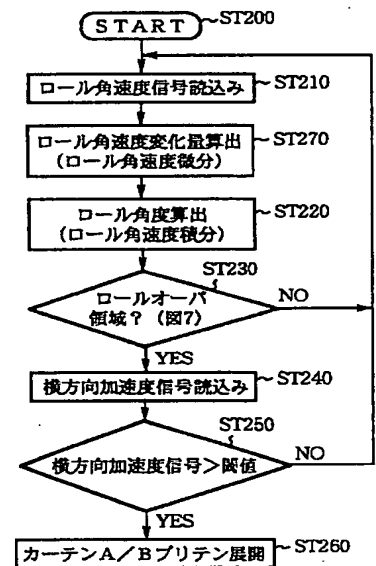 START
ST200
ロール角速度信号読込み
ST210
ロール角速度変化量算出
(ロール角速度微分)
ST270
ロール角度算出
(ロール角速度積分)
ST220
ST230
ロールオーバ
領域? (図7)
NO
YES
横方向加速度信号読込み
ST240
ST250
横方向加速度信号>閾値
NO
YES
カーテンA/Bプリテン展開
ST260